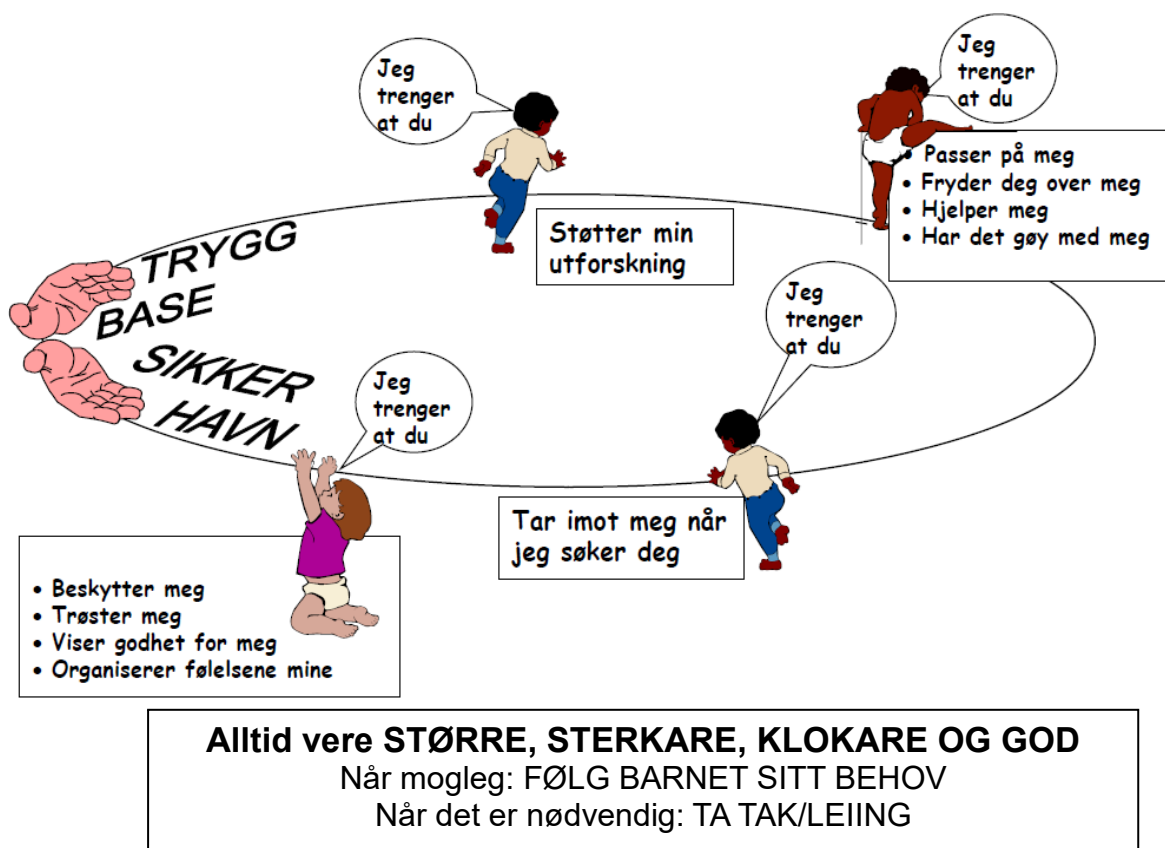 Jeg
trenger
at du
Støtter min
utforskning
Jeg
trenger
at du
• Passer på meg
• Fryder deg over meg
• Hjelper meg
• Har det gøy med meg
TRYGG
BASE
SIKKER
HAVN
Jeg
trenger
at du
Tar imot meg når
jeg søker deg
Jeg
trenger
at du
• Beskytter meg
• Trøster meg
• Viser godhet for meg
• Organiserer følelsene mine
Alltid vere STØRRE, STERKARE, KLOKARE OG GOD
Når mogleg: FØLG BARNET SITT BEHOV
Når det er nødvendig: TA TAK/LEIING